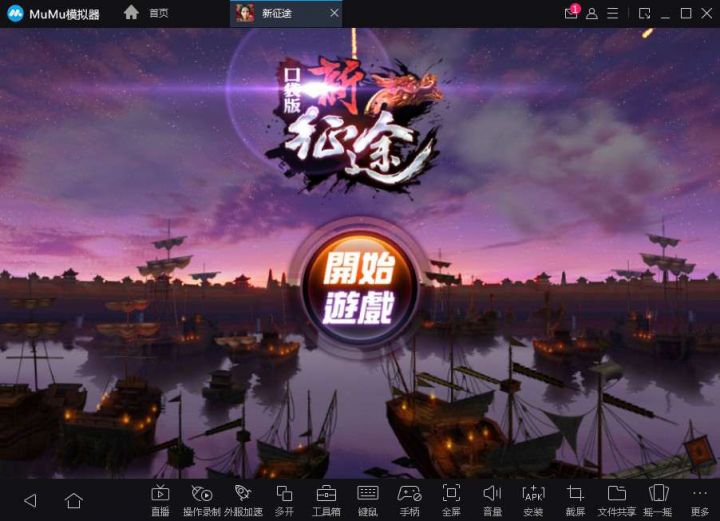 MuMu模拟器
首页
新征途
1
口袋版
新
征途
開始
遊戲
直播
操作录制
外服加速
多开
工具箱
键鼠
手柄
全屏
音量
APK
安装
截屏
文件共享
摇一摇
更多